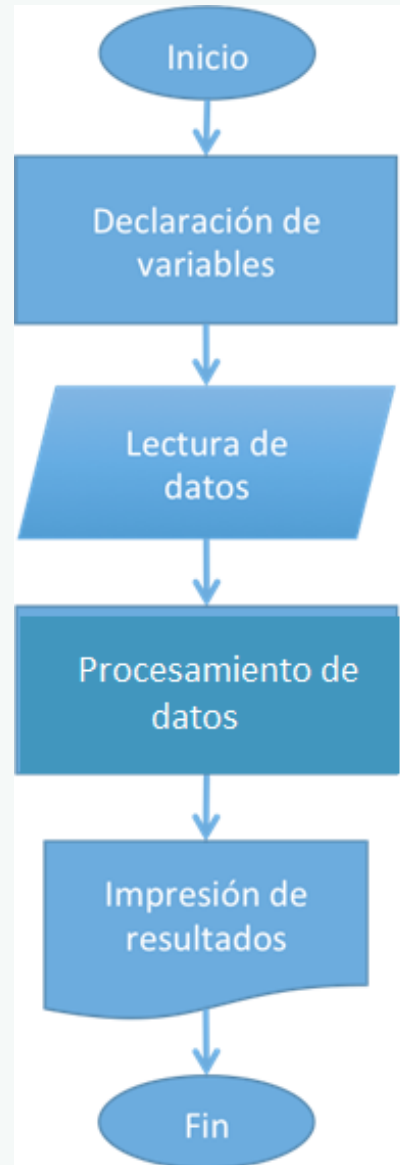 Inicio
Declaración de
variables
Lectura de
datos
Procesamiento de
datos
Impresión de
resultados
Fin